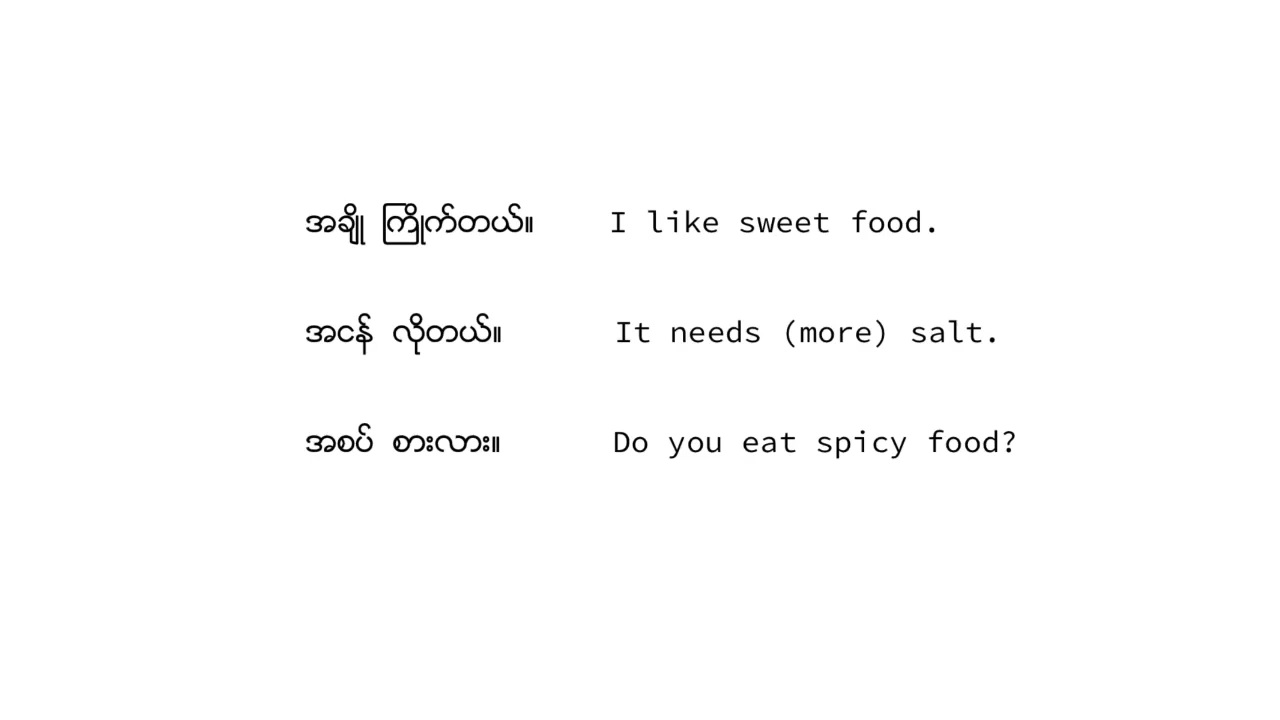 အချို ကြိုက်တယ်။ I like sweet food.
အငန် လိုတယ်။ It needs (more) salt.
အစပ် စားလား။ Do you eat spicy food?